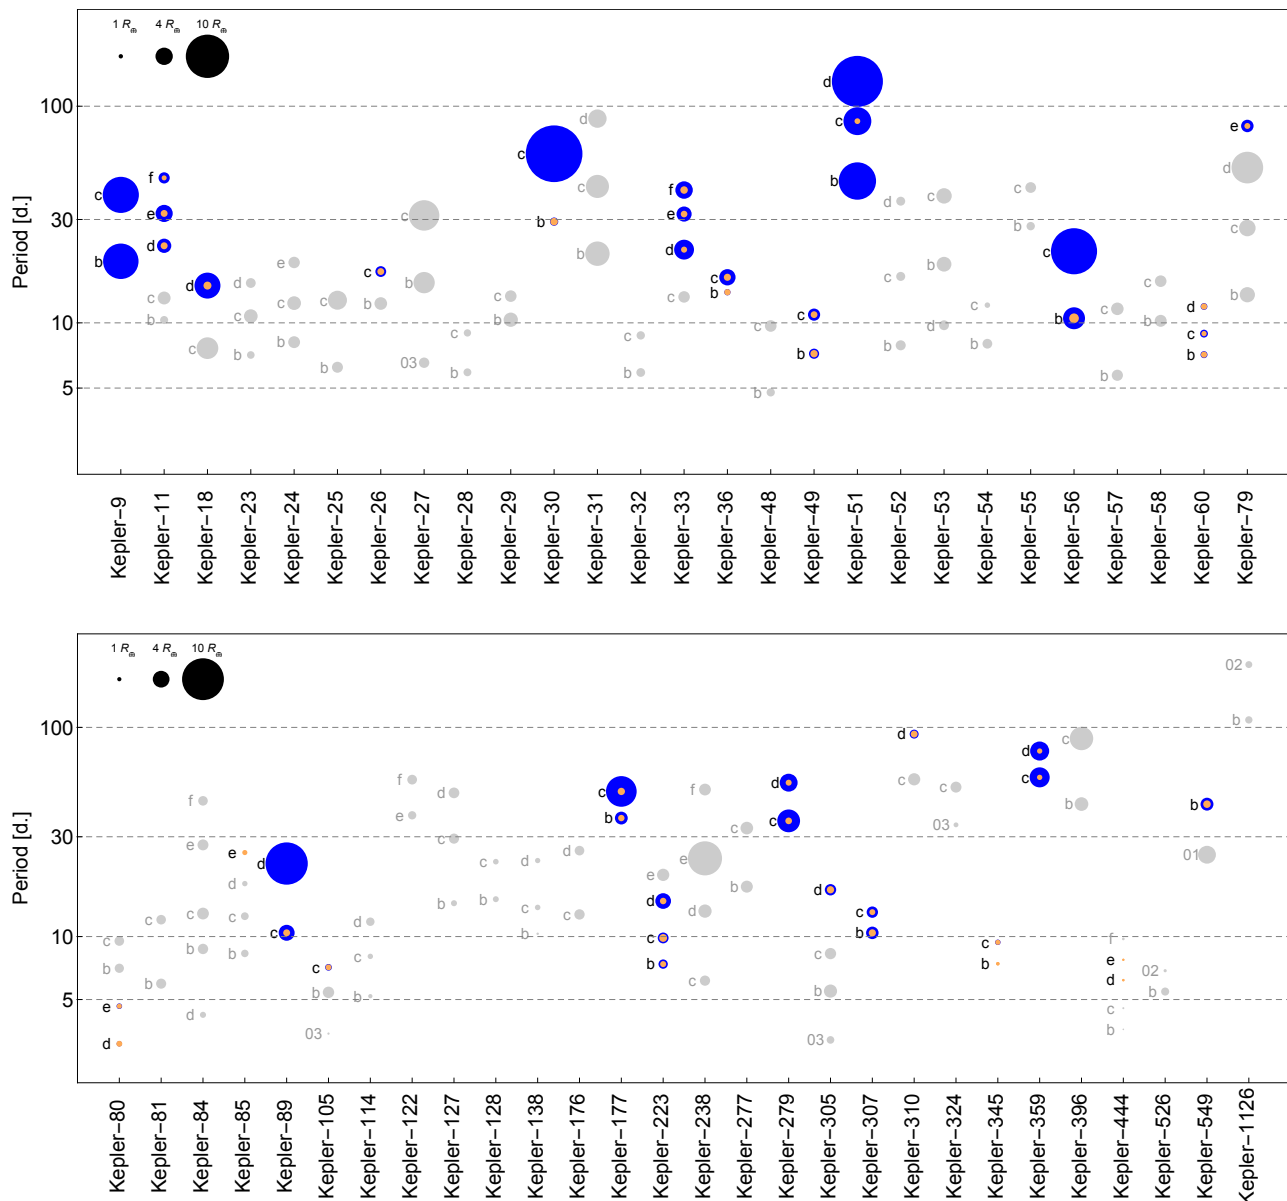 1 R⊕ 4 R⊕ 10 R⊕
Period [d.]
100
30
10
5
c
b
f
e
d
c
b
d
c
d
c
b
e
c
b
c
b
c
b
c
b
03
c
b
c
b
c
b
d
c
b
c
b
f
e
d
c
c
b
c
b
c
b
d
c
b
d
c
b
c
b
d
c
b
c
b
c
b
c
b
c
b
c
b
d
c
b
e
d
c
b
Kepler-9
Kepler-11
Kepler-18
Kepler-23
Kepler-24
Kepler-25
Kepler-26
Kepler-27
Kepler-28
Kepler-29
Kepler-30
Kepler-31
Kepler-32
Kepler-33
Kepler-36
Kepler-48
Kepler-49
Kepler-51
Kepler-52
Kepler-53
Kepler-54
Kepler-55
Kepler-56
Kepler-57
Kepler-58
Kepler-60
Kepler-79
1 R⊕ 4 R⊕ 10 R⊕
Period [d.]
100
30
10
5
c
b
e
d
c
b
f
e
c
b
d
e
d
c
b
d
c
c
b
03
d
c
b
f
e
d
c
b
c
b
d
c
b
c
b
c
b
e
d
c
b
f
e
d
c
c
b
d
c
d
c
b
03
c
b
d
c
c
03
c
b
d
c
c
b
f
e
d
c
b
02
b
b
01
02
b
Kepler-80
Kepler-81
Kepler-84
Kepler-85
Kepler-89
Kepler-105
Kepler-114
Kepler-122
Kepler-127
Kepler-128
Kepler-138
Kepler-176
Kepler-177
Kepler-223
Kepler-238
Kepler-277
Kepler-279
Kepler-305
Kepler-307
Kepler-310
Kepler-324
Kepler-345
Kepler-359
Kepler-396
Kepler-444
Kepler-526
Kepler-549
Kepler-1126